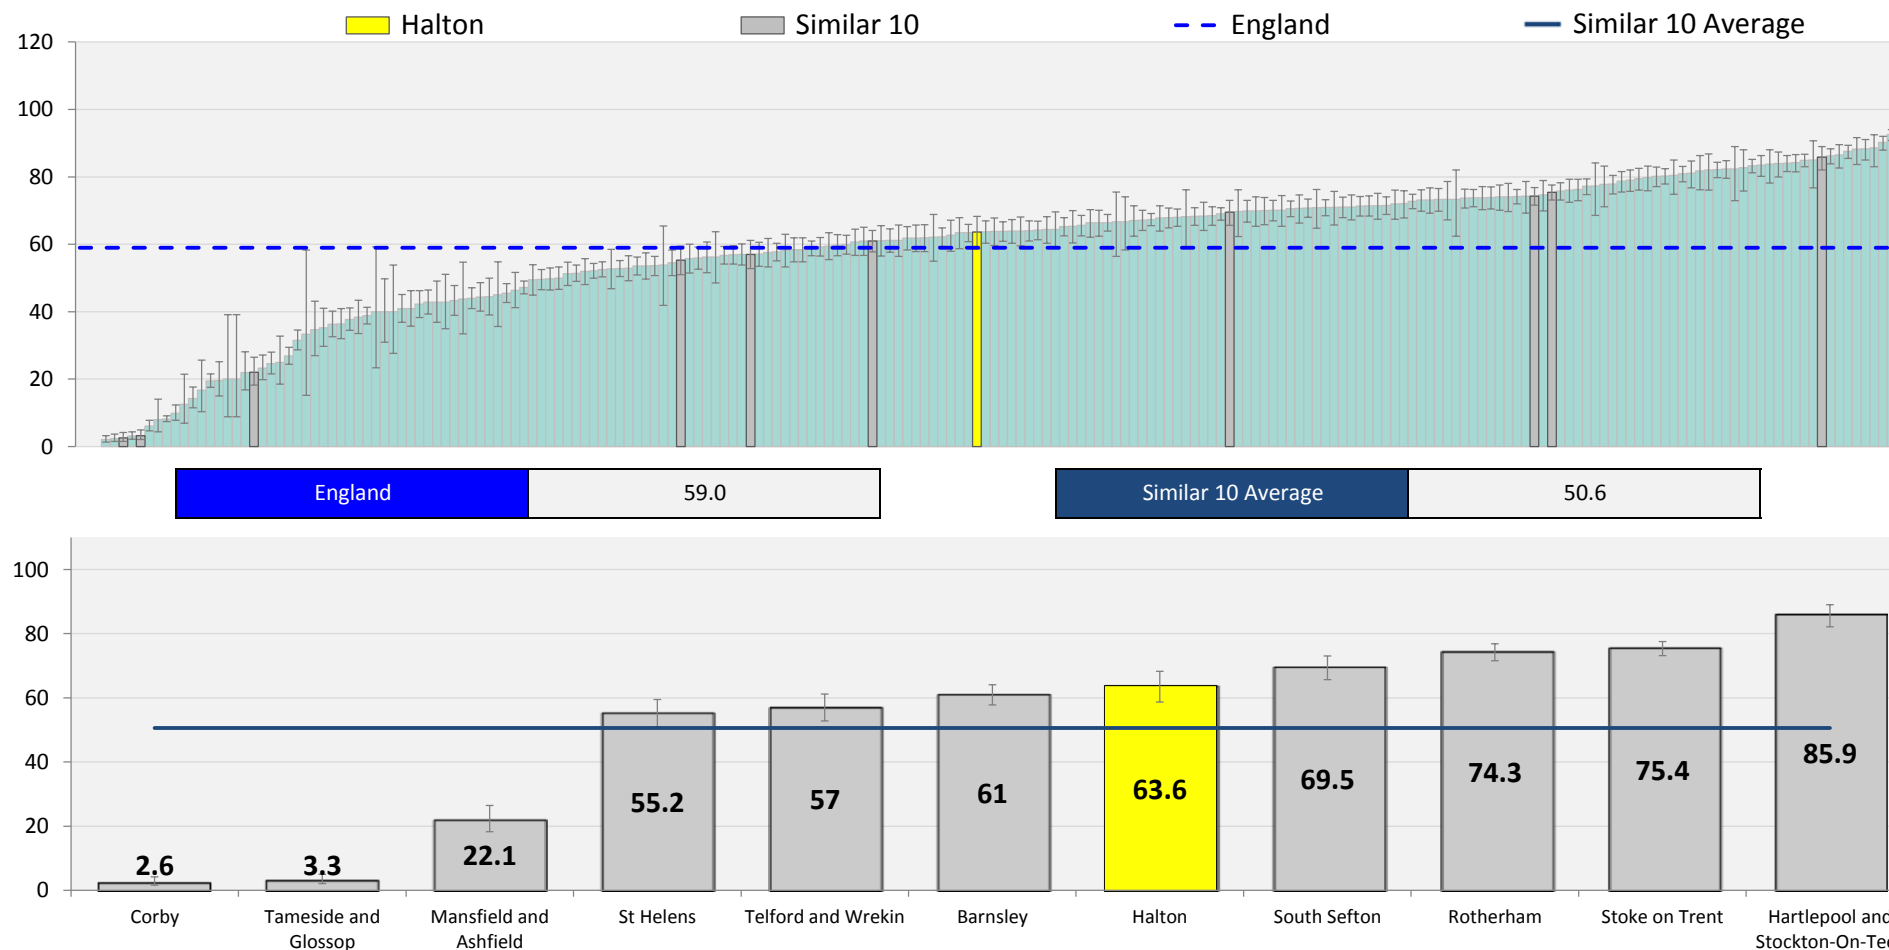 Halton
Similar 10
England
Similar 10 Average
120
100
80
60
40
20
0
England 59.0 Similar 10 Average 50.6
100
80
60
40
20
0
2.6
3.3
22.1
55.2
57
61
63.6
69.5
74.3
75.4
85.9
Corby
Tameside and
Glossop
Mansfield and
Ashfield
St Helens
Telford and Wrekin
Barnsley
Halton
South Sefton
Rotherham
Stoke on Trent
Hartlepool and
Stockton-On-Tee